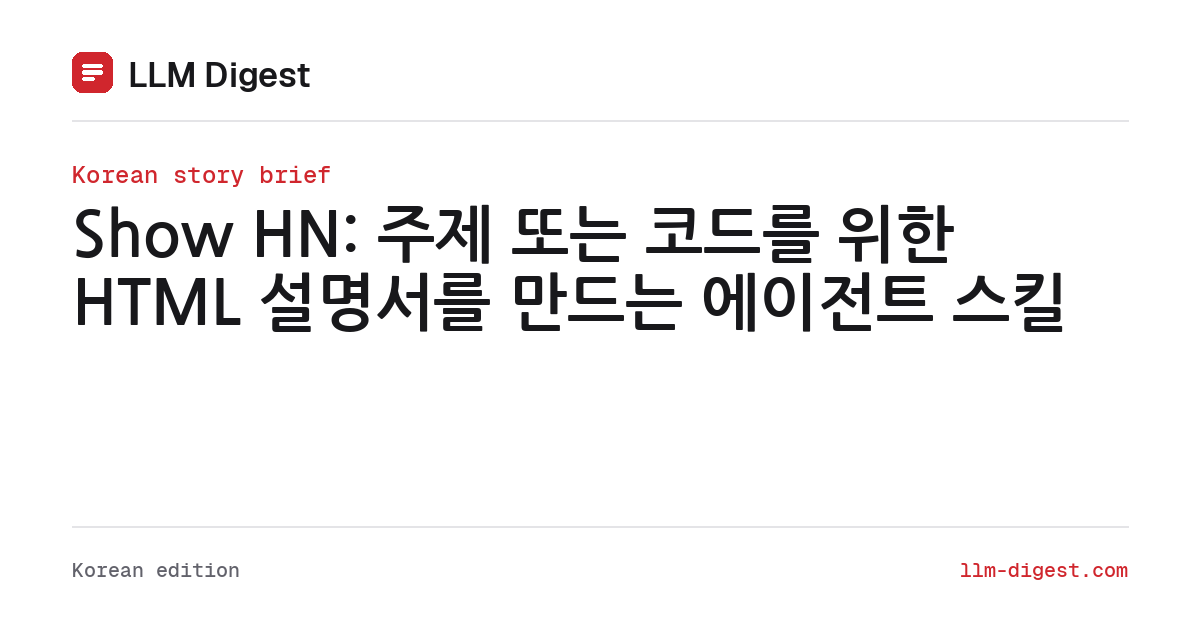 LLM Digest
Korean story brief
Show HN: 주제 또는 코드를 위한
HTML 설명서를 만드는 에이전트 스킬
Korean edition
llm-digest.com